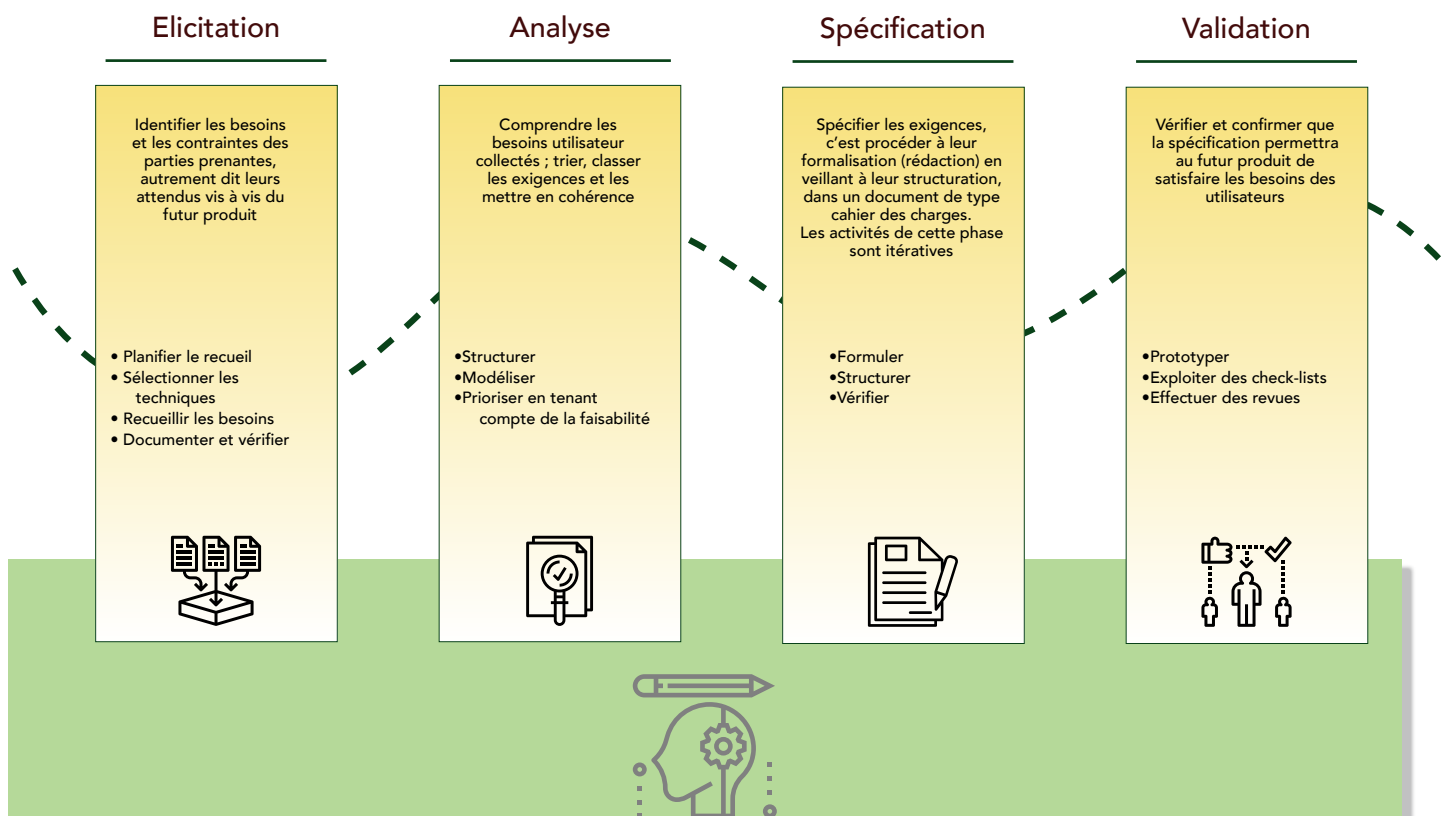 Elicitation
Identifier les besoins
et les contraintes des
parties prenantes,
autrement dit leurs
attendus vis à vis du
futur produit
• Planifier le recueil
• Sélectionner les
techniques
• Recueillir les besoins
• Documenter et vérifier
Analyse
Comprendre les
besoins utilisateur
collectés ; trier, classer
les exigences et les
mettre en cohérence
•Structurer
•Modéliser
•Prioriser en tenant
compte de la faisabilité
Spécification
Spécifier les exigences,
c'est procéder à leur
formalisation (rédaction) en
veillant à leur structuration,
dans un document de type
cahier des charges.
Les activités de cette phase
sont itératives
•Formuler
•Structurer
•Vérifier
Validation
Vérifier et confirmer que
la spécification permettra
au futur produit de
satisfaire les besoins des
utilisateurs
•Prototyper
•Exploiter des check-lists
•Effectuer des revues